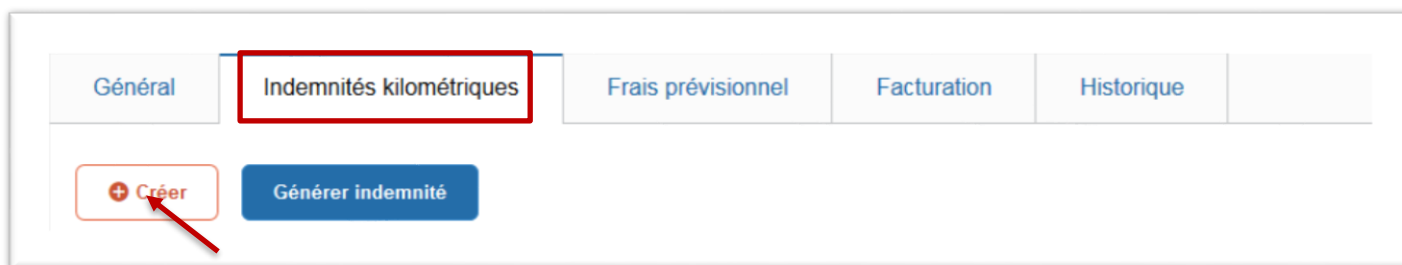 Général Indemnités kilométriques Frais prévisionnel Facturation Historique
Créer Générer indemnité